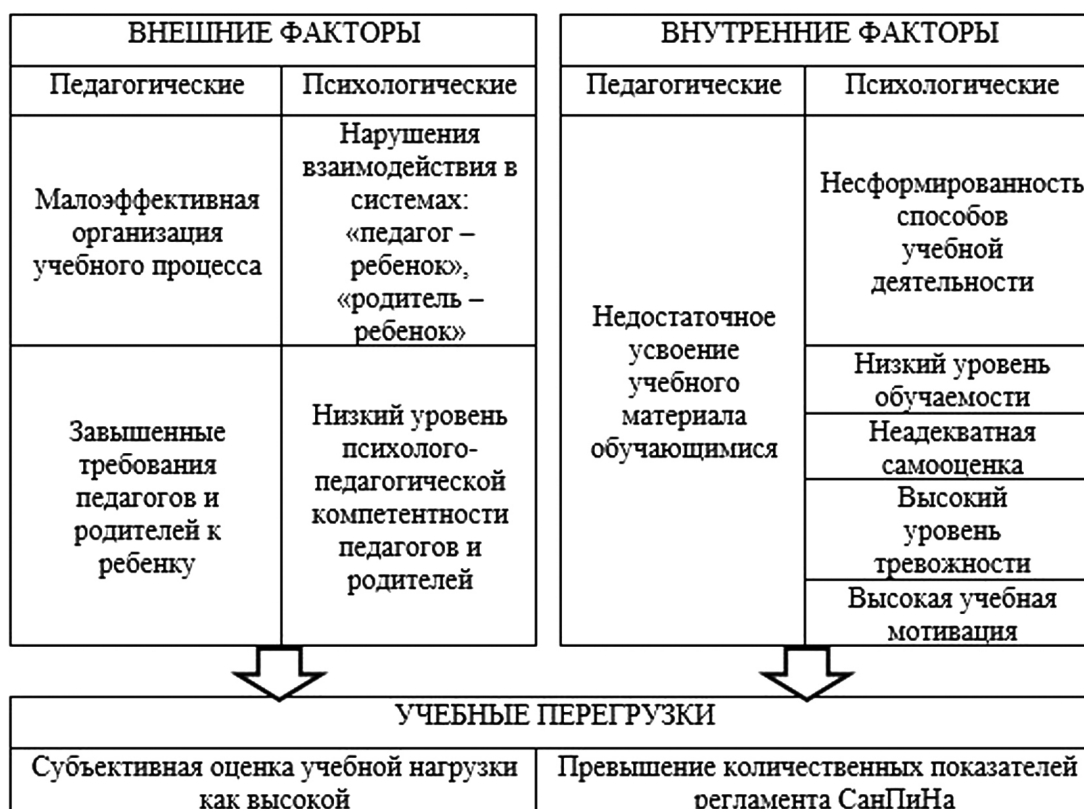 ВНЕШНИЕ ФАКТОРЫ
Педагогические
Психологические
Малоэффективная
организация
учебного процесса
Нарушения
взаимодействия в
системах:
«педагог –
ребенок»,
«родитель –
ребенок»
Завышенные
требования
педагогов и
родителей к
ребенку
Низкий уровень
психолого-
педагогической
компетентности
педагогов и
родителей
ВНУТРЕННИЕ ФАКТОРЫ
Педагогические
Психологические
Недостаточное
усвоение
учебного
материала
обучающимися
Несформированность
способов
учебной
деятельности
Низкий уровень
обучаемости
Неадекватная
самооценка
Высокий
уровень
тревожности
Высокая учебная
мотивация
УЧЕБНЫЕ ПЕРЕГРУЗКИ
Субъективная оценка учебной нагрузки
как высокой
Превышение количественных показателей
регламента СанПиНа